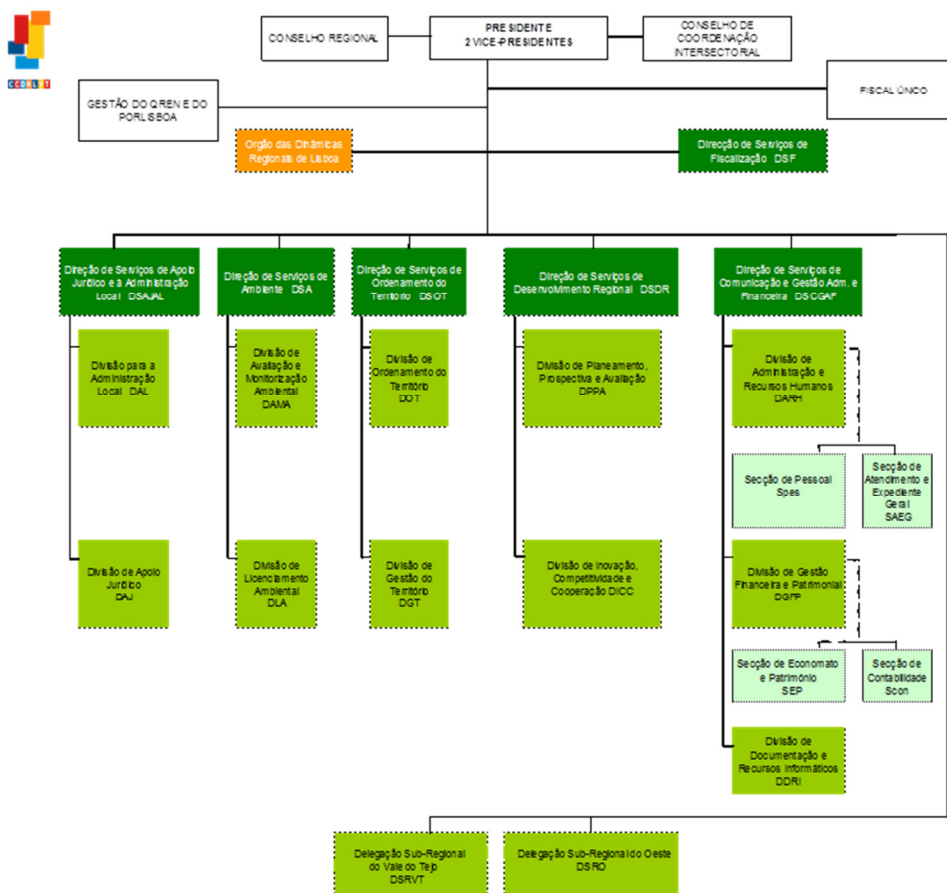 CONSELHO REGIONAL
PRESIDENTE
2 VICE-PRESIDENTES
CONSELHO DE
COORDENAÇÃO
INTERSECTORIAL
CCDRLVT
GESTÃO DO QREN E DO
PORLISBOA
FISCAL ÚNICO
Orgão das Dinâmicas
Regionais de Lisboa
Direcção de Serviços de
Fiscalização DSF
Direção de Serviços de Apoio
Jurídico e à Administração
Local DSAJAL
Direção de Serviços de
Ambiente DSA
Direção de Serviços de
Ordenamento do
Território DSOT
Direção de Serviços de
Desenvolvimento Regional DSDR
Direção de Serviços de
Comunicação e Gestão Adm. e
Financeira DSCGAF
Divisão para a
Administração
Local DAL
Divisão de
Avaliação e
Monitorização
Ambiental
DAMA
Divisão de
Ordenamento do
Território
DOT
Divisão de Planeamento,
Prospectiva e Avaliação
DPPA
Divisão de
Administração e
Recursos Humanos
DARH
Secção de Pessoal
Spes
Secção de
Atendimento e
Expediente
Geral
SAEG
Divisão de Apoio
Jurídico
DAJ
Divisão de
Licenciamento
Ambiental
DLA
Divisão de
Gestão do
Território
DGT
Divisão de Inovação,
Competitividade e
Cooperação DICC
Divisão de Gestão
Financeira e Patrimonial
DGFP
Secção de Economato
e Património
SEP
Secção de
Contabilidade
Scon
Divisão de
Documentação e
Recursos Informáticos
DDRI
Delegação Sub-Regional
do Vale do Tejo
DSRVT
Delegação Sub-Regional do Oeste
DSRO